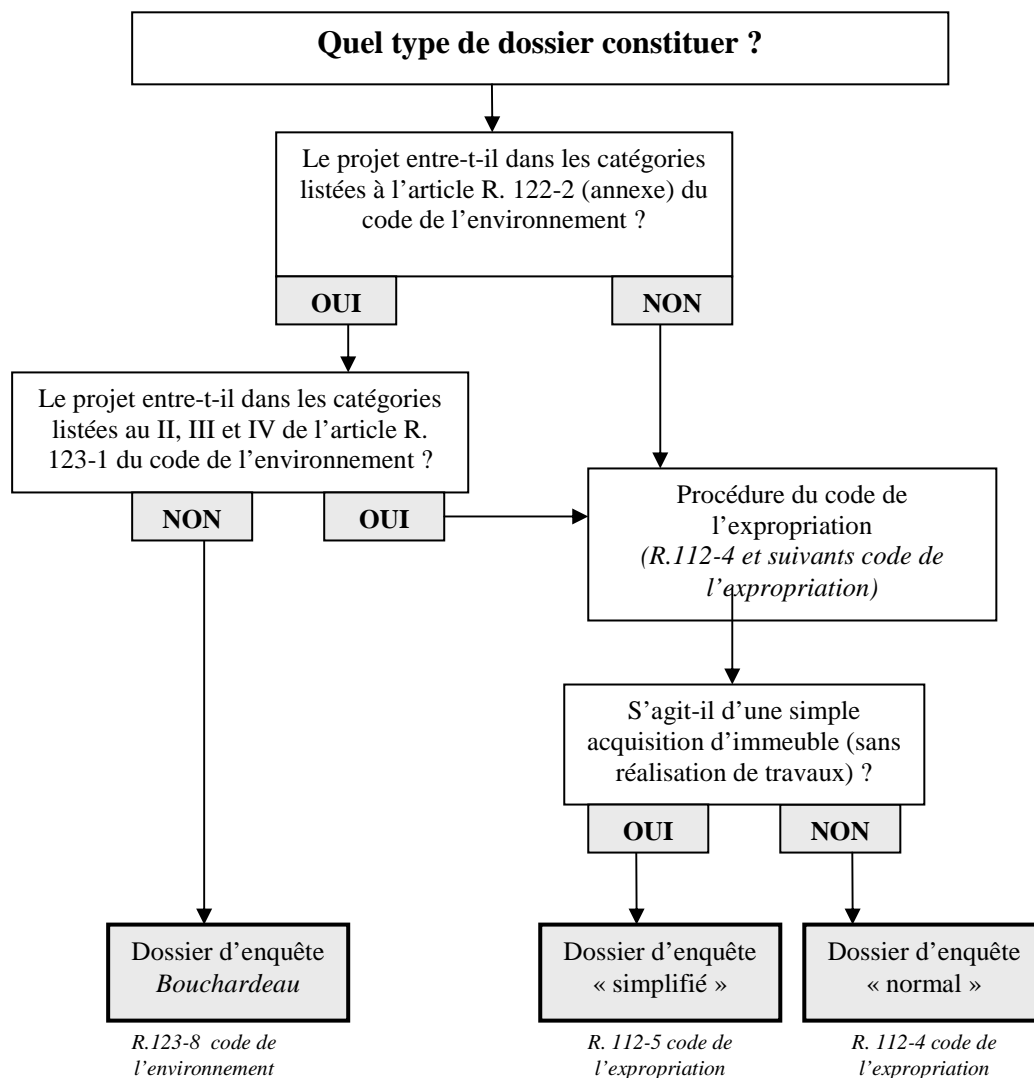 Quel type de dossier constituer ?
Le projet entre-t-il dans les catégories
listées à l’article R. 122-2 (annexe) du
code de l’environnement ?
OUI
NON
Le projet entre-t-il dans les catégories
listées au II, III et IV de l’article R.
123-1 du code de l’environnement ?
NON
OUI
Procédure du code de
l’expropriation
(R.112-4 et suivants code de
l’expropriation)
S’agit-il d’une simple
acquisition d’immeuble (sans
réalisation de travaux) ?
OUI
NON
Dossier d’enquête
Bouchardeau
Dossier d’enquête
« simplifié »
Dossier d’enquête
« normal »
R.123-8 code de
l’environnement
R. 112-5 code de
l’expropriation
R. 112-4 code de
l’expropriation